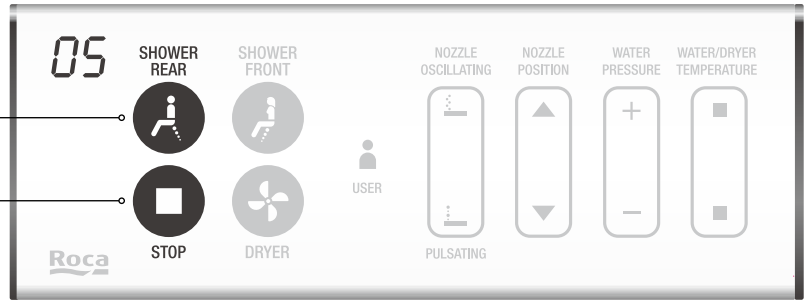 05
SHOWER
REAR
SHOWER
FRONT
NOZZLE
OSCILLATING
NOZZLE
POSITION
WATER
PRESSURE
WATER/DRYER
TEMPERATURE
USER
STOP
DRYER
PULSATING
Roca